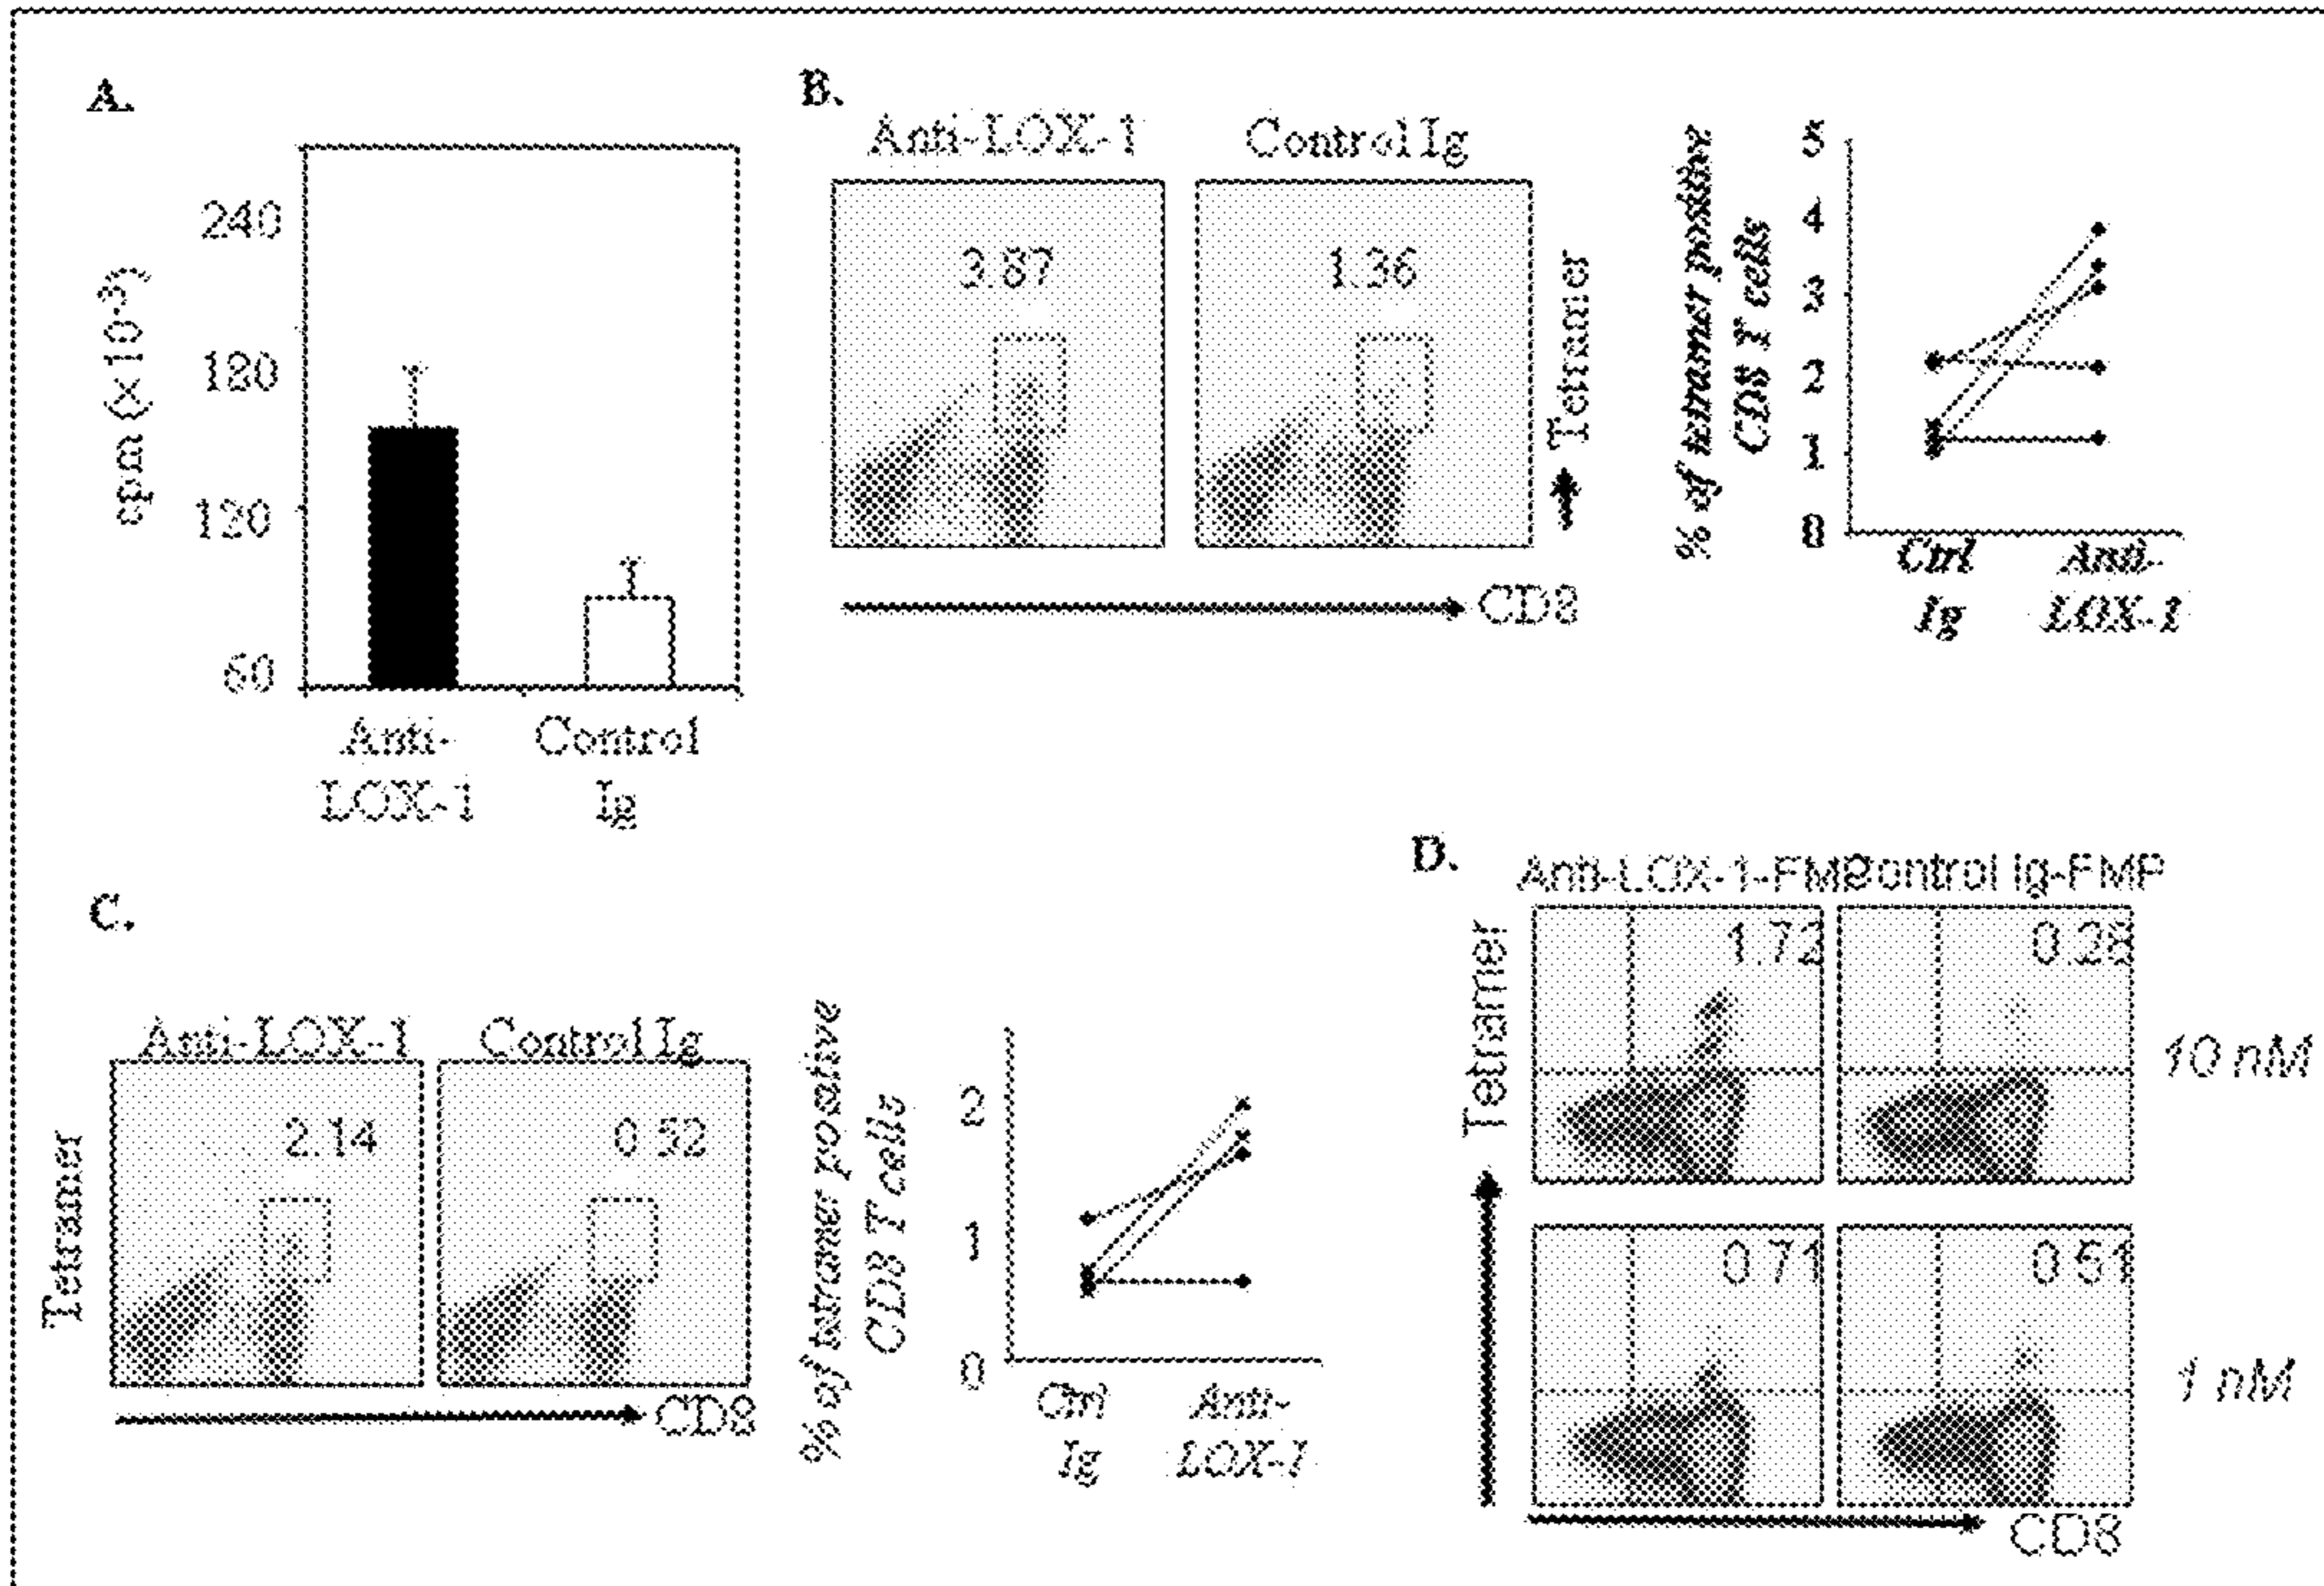 A.
240
180
120
60
cpm (x10-3)
Anti-
LOX-1
Control
Ig
B.
Anti-LOX-1
Control Ig
3.87
1.36
Tetramer
CD8
% of tetramer positive
CD8 T cells
5
4
3
2
1
0
Ctrl
Ig
Anti-
LOX-1
C.
Anti-LOX-1
Control Ig
2.14
0.52
Tetramer
CD8
% of tetramer positive
CD8 T cells
2
1
0
Ctrl
Ig
Anti-
LOX-1
D.
Anti-LOX-1-FMP
Control Ig-FMP
1.72
0.28
10 nM
0.71
0.51
1 nM
Tetramer
CD8